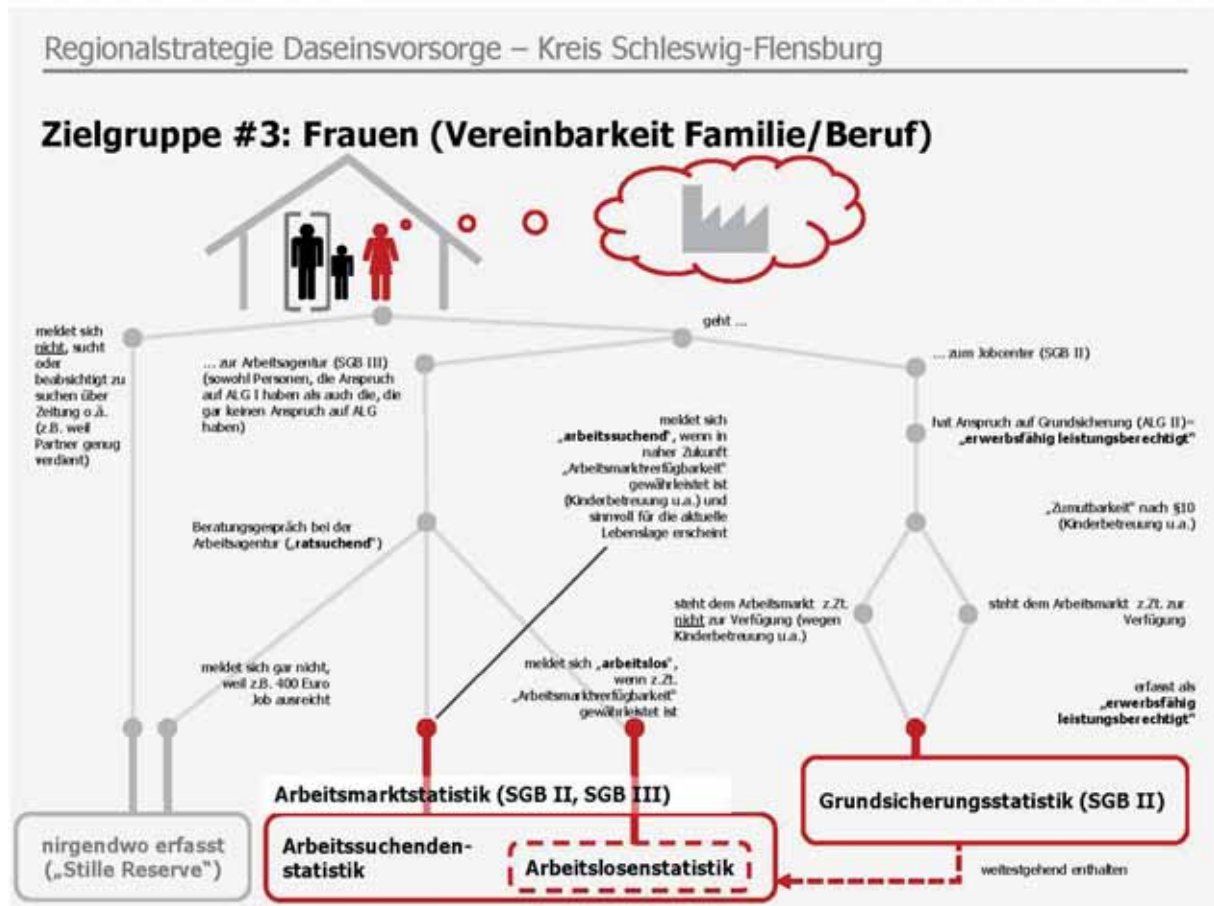 Regionalstrategie Daseinsvorsorge – Kreis Schleswig-Flensburg
Zielgruppe #3: Frauen (Vereinbarkeit Familie/Beruf)
meldet sich
nicht, sucht
oder
beabsichtigt zu
suchen über
Zeitung o.ä.
(z.B. weil
Partner genug
verdient)
geht ...
... zur Arbeitsagentur (SGB III)
(sowohl Personen, die Anspruch
auf ALG I haben als auch die, die
gar keinen Anspruch auf ALG
haben)
... zum Jobcenter (SGB II)
meldet sich
„arbeitssuchend“, wenn in
naher Zukunft
„Arbeitsmarktverfügbarkeit“
gewährleistet ist
(Kinderbetreuung u.a.) und
sinnvoll für die aktuelle
Lebenslage erscheint
hat Anspruch auf Grundsicherung (ALG II)=
„erwerbsfähig leistungsberechtigt“
Beratungsgespräch bei der
Arbeitsagentur („ratsuchend“)
„Zumutbarkeit“ nach §10
(Kinderbetreuung u.a.)
steht dem Arbeitsmarkt z.Zt.
nicht zur Verfügung (wegen
Kinderbetreuung u.a.)
steht dem Arbeitsmarkt z.Zt. zur
Verfügung
meldet sich gar nicht,
weil z.B. 400 Euro
Job ausreicht
meldet sich „arbeitslos“,
wenn z.Zt.
„Arbeitsmarktverfügbarkeit“
gewährleistet ist
erfasst als
„erwerbsfähig
leistungsberechtigt“
nirgendwo erfasst
(„Stille Reserve“)
Arbeitsmarktstatistik (SGB II, SGB III)
Arbeitssuchenden-
statistik
Arbeitslosenstatistik
Grundsicherungsstatistik (SGB II)
weitestgehend enthalten